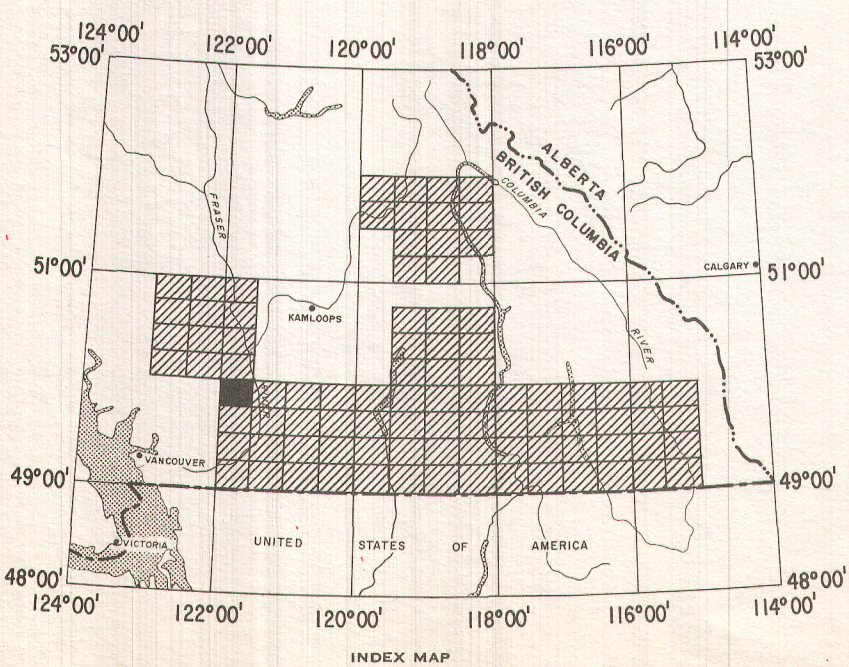 124°00'
122°00'
120°00'
118°00'
116°00'
114°00'
53°00'
53°00'
ALBERTA
BRITISH COLUMBIA
COLUMBIA
FRASER
51°00'
CALGARY
51°00'
KAMLOOPS
RIVER
RIVER
VANCOUVER
49°00'
49°00'
VICTORIA
UNITED STATES OF AMERICA
48°00'
48°00'
124°00'
122°00'
120°00'
118°00'
116°00'
114°00'
INDEX MAP